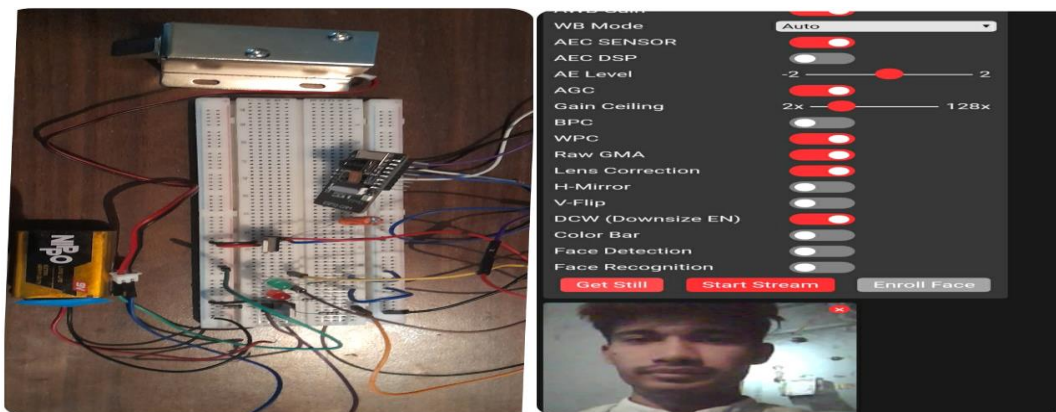 NPPO
WB Mode Auto
AEC SENSOR
AEC DSP
AE Level -2 2
AGC
Gain Ceiling 2x 128x
BPC
WPC
Raw GMA
Lens Correction
H-Mirror
V-Flip
DCW (Downsize EN)
Color Bar
Face Detection
Face Recognition
Get Still Start Stream Enroll Face